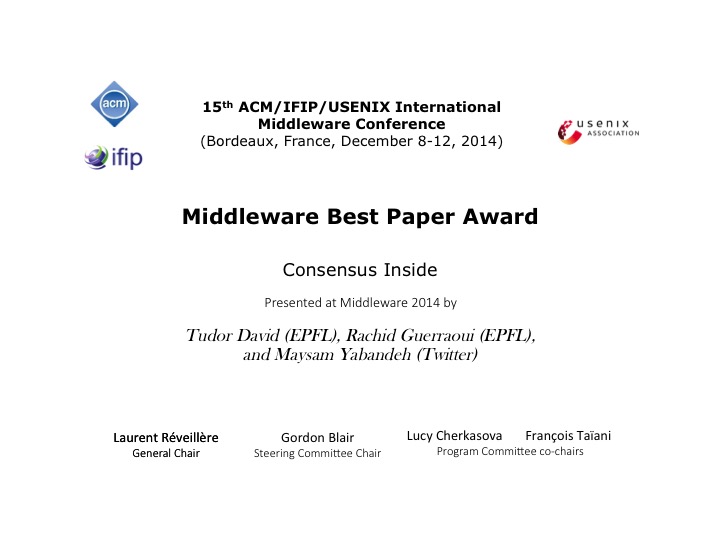 acm
ifip
15th ACM/IFIP/USENIX International
Middleware Conference
(Bordeaux, France, December 8-12, 2014)
usenix
ASSOCIATION
Middleware Best Paper Award
Consensus Inside
Presented at Middleware 2014 by
Tudor David (EPFL), Rachid Guerraoui (EPFL),
and Maysam Yabandeh (Twitter)
Laurent Réveillère
General Chair
Gordon Blair
Steering Committee Chair
Lucy Cherkasova François Taïani
Program Committee co-chairs